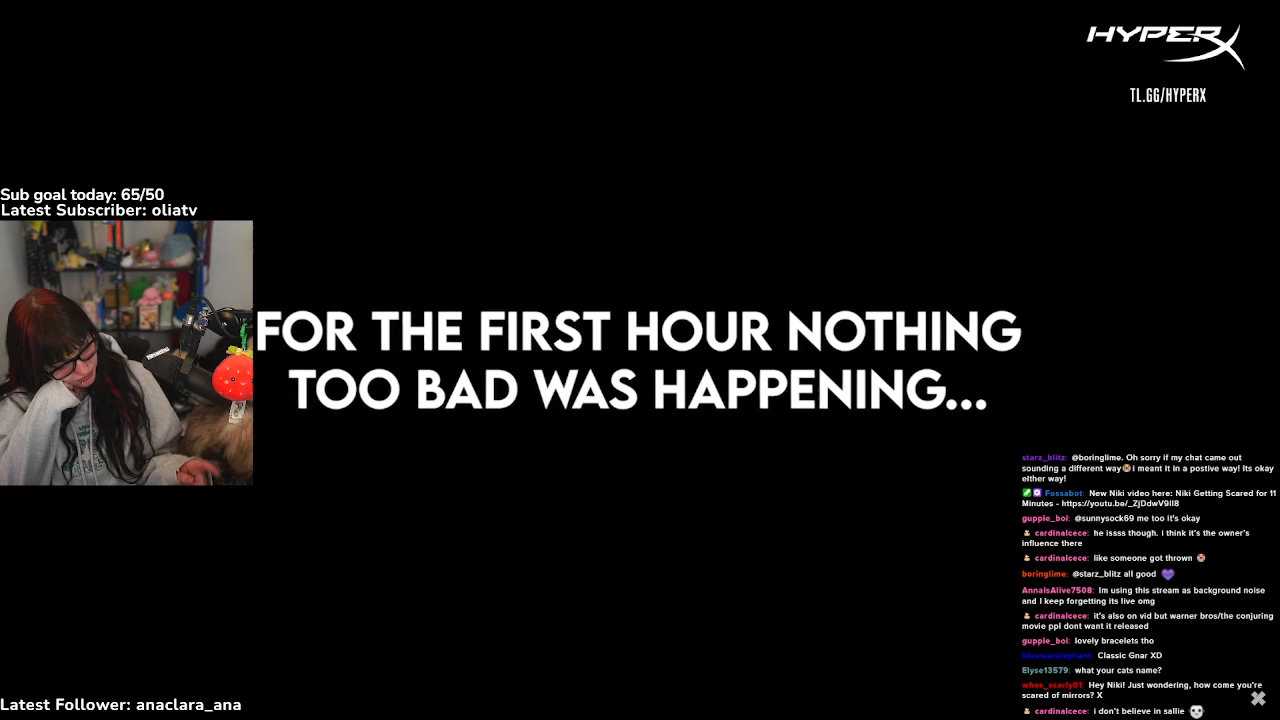 HYPERX
TL.GG/HYPERX
Sub goal today: 65/50
Latest Subscriber: oliatv
FOR THE FIRST HOUR NOTHING
TOO BAD WAS HAPPENING...
starz_blitz: @boringlime. Oh sorry if my chat came out
sounding a different way i meant it in a postive way! Its okay
either way!
Fossabot: New Niki video here: Niki Getting Scared for 11
Minutes - https://youtu.be/_ZjDdwV9Il8
guppie_boi: @sunnysock69 me too it's okay
cardinalcece: he issss though. i think it's the owner's
influence there
cardinalcece: like someone got thrown
boringlime: @starz_blitz all good
AnnaIsAlive7508: Im using this stream as background noise
and I keep forgetting its live omg
cardinalcece: it's also on vid but warner bros/the conjuring
movie ppl dont want it released
guppie_boi: lovely bracelets tho
Classic Gnar XD
Elyse13579: what your cats name?
whos_scarly01: Hey Niki! Just wondering, how come you're
scared of mirrors? X
cardinalcece: i don't believe in sallie
Latest Follower: anaclara_ana